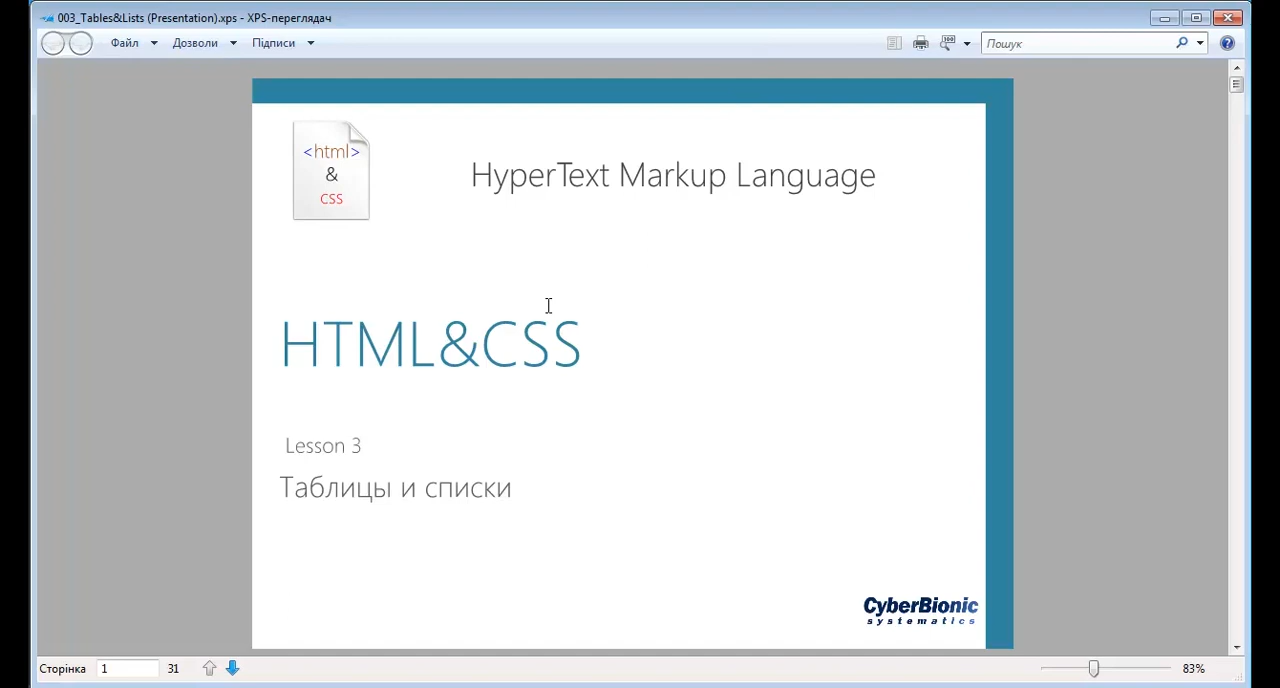 003_Tables&Lists (Presentation).xps - XPS-переглядач
Файл Дозволи Підписи
Пошук
<html>
&
CSS
HyperText Markup Language
HTML&CSS
Lesson 3
Таблицы и списки
CyberBionic
systematics
Сторінка 1 31 83%